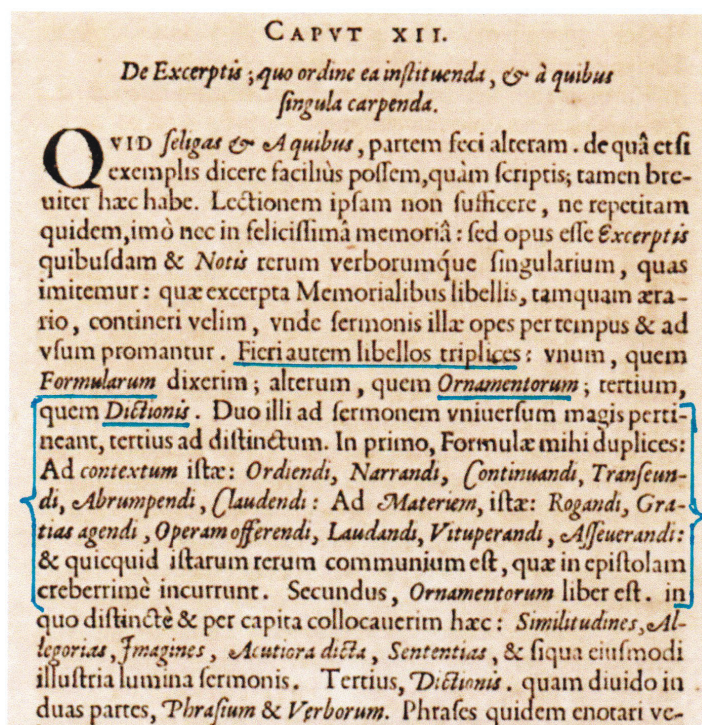 CAPVT XII.
De Excerptis; quo ordine ea inſtituenda, & à quibus
ſingula carpenda.
QVID ſeligas & A quibus, partem feci alteram. de quâ etſi
exemplis dicere faciliùs poſſem, quàm ſcriptis; tamen bre-
uiter hæc habe. Lectionem ipſam non ſufficere, ne repetitam
quidem, imò nec in feliciſſimâ memoriâ: ſed opus eſſe Excerptis
quibuſdam & Notis rerum verborumq́ue ſingularium, quas
imitemur: quæ excerpta Memorialibus libellis, tamquam æra-
rio, contineri velim, vnde ſermonis illæ opes per tempus & ad
vſum promantur. Fieri autem libellos triplices: vnum, quem
Formularum dixerim; alterum, quem Ornamentorum; tertium,
quem Dictionis. Duo illi ad ſermonem vniuerſum magis perti-
neant, tertius ad diſtinctum. In primo, Formulæ mihi duplices:
Ad contextum iſtæ: Ordiendi, Narrandi, Continuandi, Tranſeun-
di, Abrumpendi, Claudendi: Ad Materiem, iſtæ: Rogandi, Gra-
tias agendi, Operam offerendi, Laudandi, Vituperandi, Aſſeuerandi:
& quicquid iſtarum rerum communium eſt, quæ in epiſtolam
creberrimè incurrunt. Secundus, Ornamentorum liber eſt. in
quo diſtinctè & per capita collocauerim hæc: Similitudines, Al-
legorias, Imagines, Acutiora dicta, Sententias, & ſiqua eiuſmodi
illuſtria lumina ſermonis. Tertius, Dictionis. quam diuido in
duas partes, Phraſium & Verborum. Phraſes quidem enotari ve-